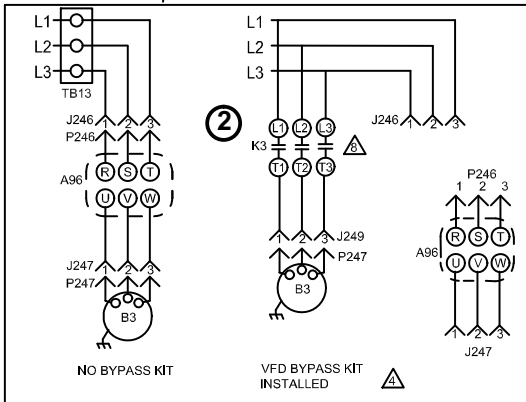 L1
L2
L3
TB13
J246
1 2 3
P246
A96
R S T
U V W
J247
1 2 3
P247
B3
NO BYPASS KIT
2
L1
L2
L3
L1 L2 L3
K3
8
T1 T2 T3
J246
1 2 3
J249
1 2 3
P247
B3
VFD BYPASS KIT
INSTALLED
4
P246
1 2 3
A96
R S T
U V W
1 2 3
J247